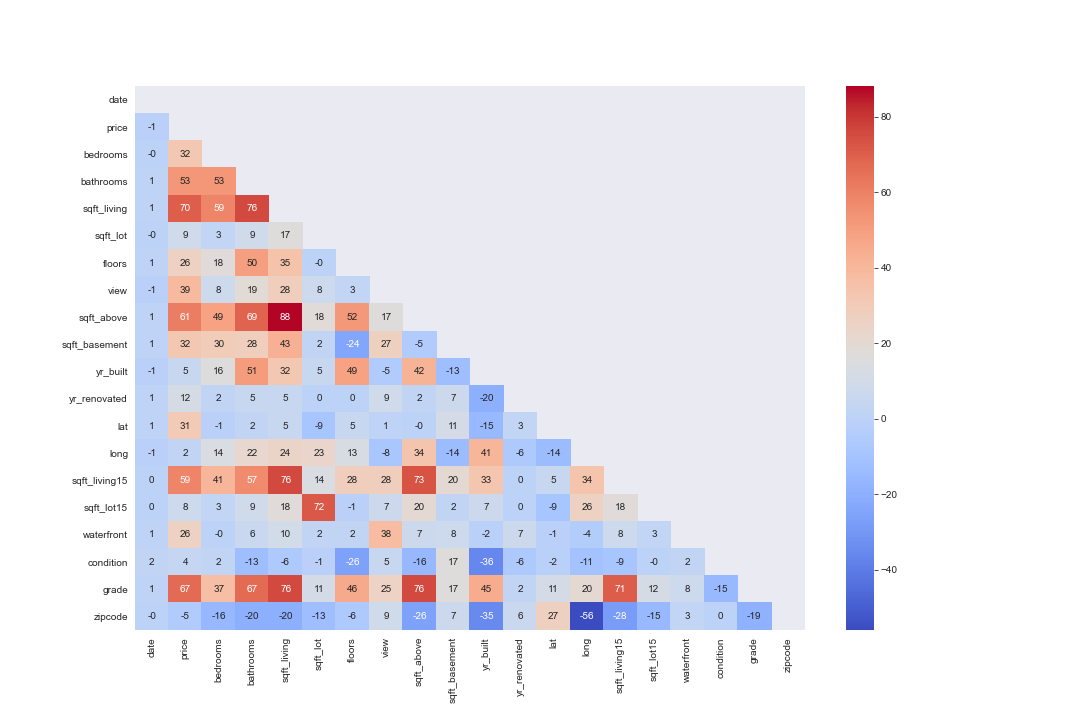 date
price -1
bedrooms -0 32
bathrooms 1 53 53
sqft_living 1 70 59 76
sqft_lot -0 9 3 9 17
floors 1 26 18 50 35 -0
view -1 39 8 19 28 8 3
sqft_above 1 61 49 69 88 18 52 17
sqft_basement 1 32 30 28 43 2 -24 27 -5
yr_built -1 5 16 51 32 5 49 -5 42 -13
yr_renovated 1 12 2 5 5 0 0 9 2 7 -20
lat 1 31 -1 2 5 -9 5 1 -0 11 -15 3
long -1 2 14 22 24 23 13 -8 34 -14 41 -6 -14
sqft_living15 0 59 41 57 76 14 28 28 73 20 33 0 5 34
sqft_lot15 0 8 3 9 18 72 -1 7 20 2 7 0 -9 26 18
waterfront 1 26 -0 6 10 2 2 38 7 8 -2 7 -1 -4 8 3
condition 2 4 2 -13 -6 -1 -26 5 -16 17 -36 -6 -2 -11 -9 -0 2
grade 1 67 37 67 76 11 46 25 76 17 45 2 11 20 71 12 8 -15
zipcode -0 -5 -16 -20 -20 -13 -6 9 -26 7 -35 6 27 -56 -28 -15 3 0 -19
date price bedrooms bathrooms sqft_living sqft_lot floors view sqft_above sqft_basement yr_built yr_renovated lat long sqft_living15 sqft_lot15 waterfront condition grade zipcode
80
60
40
20
0
−20
−40